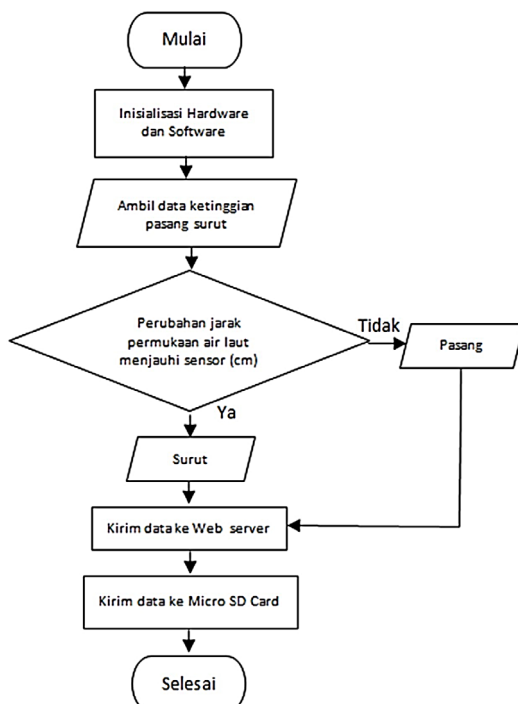 Mulai
Inisialisasi Hardware
dan Software
Ambil data ketinggian
pasang surut
Perubahan jarak
permukaan air laut
menjauhi sensor (cm)
Tidak
Pasang
Ya
Surut
Kirim data ke Web server
Kirim data ke Micro SD Card
Selesai